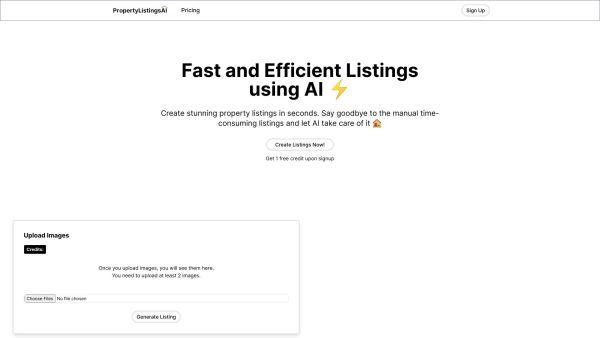 PropertyListingsAI Pricing Sign Up
Fast and Efficient Listings
using AI ⚡
Create stunning property listings in seconds. Say goodbye to the manual time-
consuming listings and let AI take care of it 🏠
Create Listings Now!
Get 1 free credit upon signup
Upload Images
Credits:
Once you upload images, you will see them here.
You need to upload at least 2 images.
Choose Files No file chosen
Generate Listing